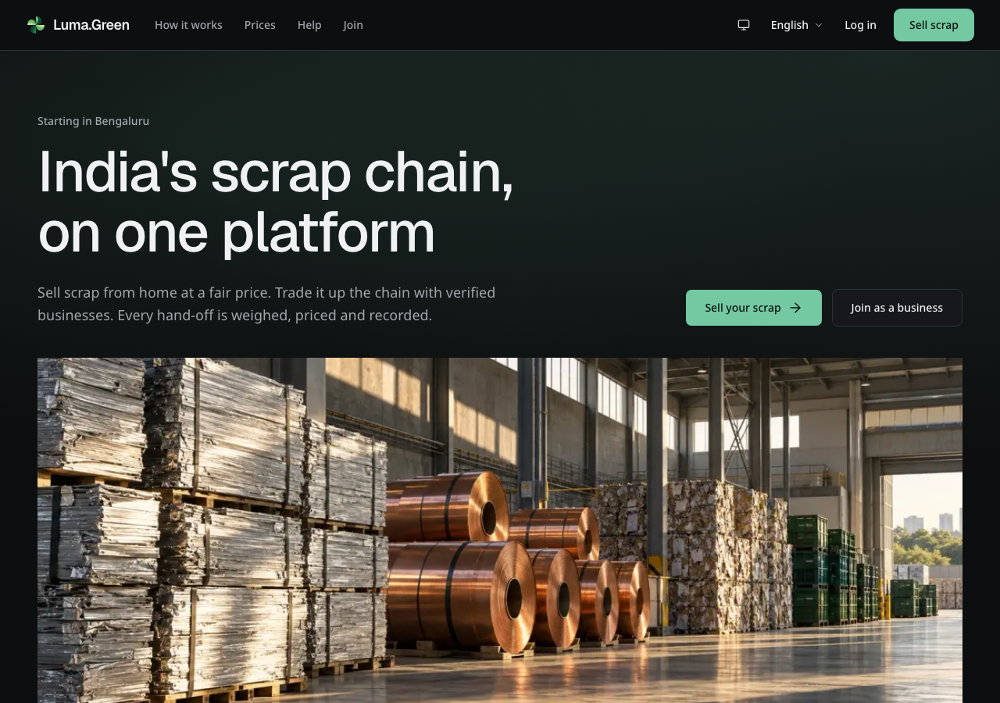 Luma.Green
How it works
Prices
Help
Join
English
Log in
Sell scrap
Starting in Bengaluru
India's scrap chain,
on one platform
Sell scrap from home at a fair price. Trade it up the chain with verified
businesses. Every hand-off is weighed, priced and recorded.
Sell your scrap
Join as a business